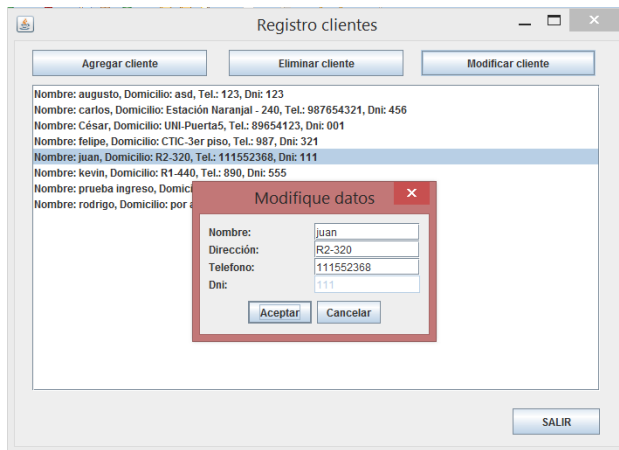 Registro clientes
Agregar cliente Eliminar cliente Modificar cliente
Nombre: augusto, Domicilio: asd, Tel.: 123, Dni: 123
Nombre: carlos, Domicilio: Estación Naranjal - 240, Tel.: 987654321, Dni: 456
Nombre: César, Domicilio: UNI-Puerta5, Tel.: 89654123, Dni: 001
Nombre: felipe, Domicilio: CTIC-3er piso, Tel.: 987, Dni: 321
Nombre: juan, Domicilio: R2-320, Tel.: 111552368, Dni: 111
Nombre: kevin, Domicilio: R1-440, Tel.: 890, Dni: 555
Nombre: prueba ingreso, Domici
Nombre: rodrigo, Domicilio: por
Modifique datos
Nombre: juan
Dirección: R2-320
Telefono: 111552368
Dni: 111
Aceptar Cancelar
SALIR